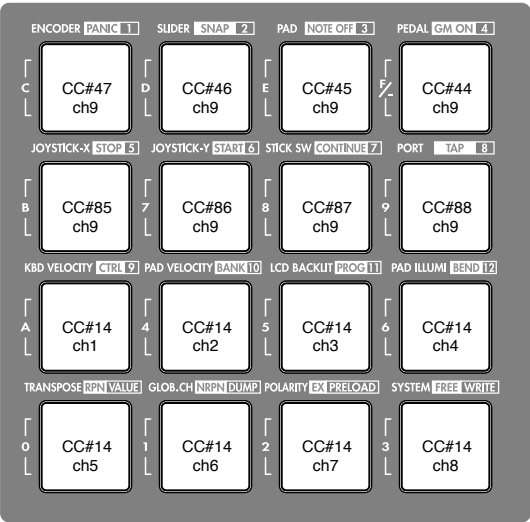 ENCODER PANIC 1 SLIDER SNAP 2 PAD NOTE OFF 3 PEDAL GM ON 4
C CC#47 D CC#46 E CC#45 F/- CC#44
ch9 ch9 ch9 ch9
JOYSTICK-X STOP 5 JOYSTICK-Y START 6 STICK SW CONTINUE 7 PORT TAP 8
B CC#85 7 CC#86 8 CC#87 9 CC#88
ch9 ch9 ch9 ch9
KBD VELOCITY CTRL 9 PAD VELOCITY BANK 10 LCD BACKLIT PROG 11 PAD ILLUMI BEND 12
A CC#14 4 CC#14 5 CC#14 6 CC#14
ch1 ch2 ch3 ch4
TRANSPOSE RPN VALUE GLOB.CH NRPN DUMP POLARITY EX PRELOAD SYSTEM FREE WRITE
0 CC#14 1 CC#14 2 CC#14 3 CC#14
ch5 ch6 ch7 ch8